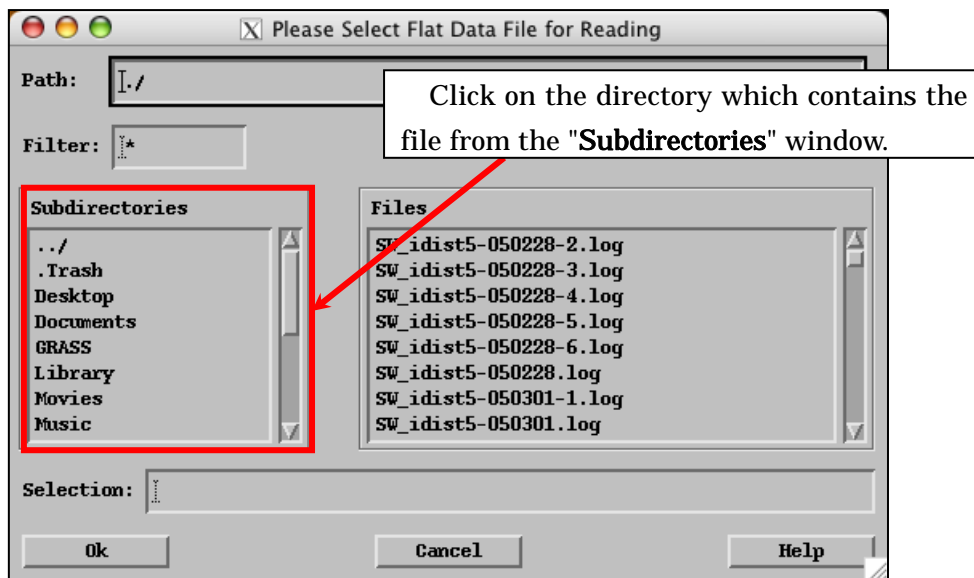 X Please Select Flat Data File for Reading
Path: ./
Click on the directory which contains the
file from the "Subdirectories" window.
Filter: *
Subdirectories
../
.Trash
Desktop
Documents
GRASS
Library
Movies
Music
Files
SW_idist5-050228-2.log
SW_idist5-050228-3.log
SW_idist5-050228-4.log
SW_idist5-050228-5.log
SW_idist5-050228-6.log
SW_idist5-050228.log
SW_idist5-050301-1.log
SW_idist5-050301.log
Selection:
Ok Cancel Help